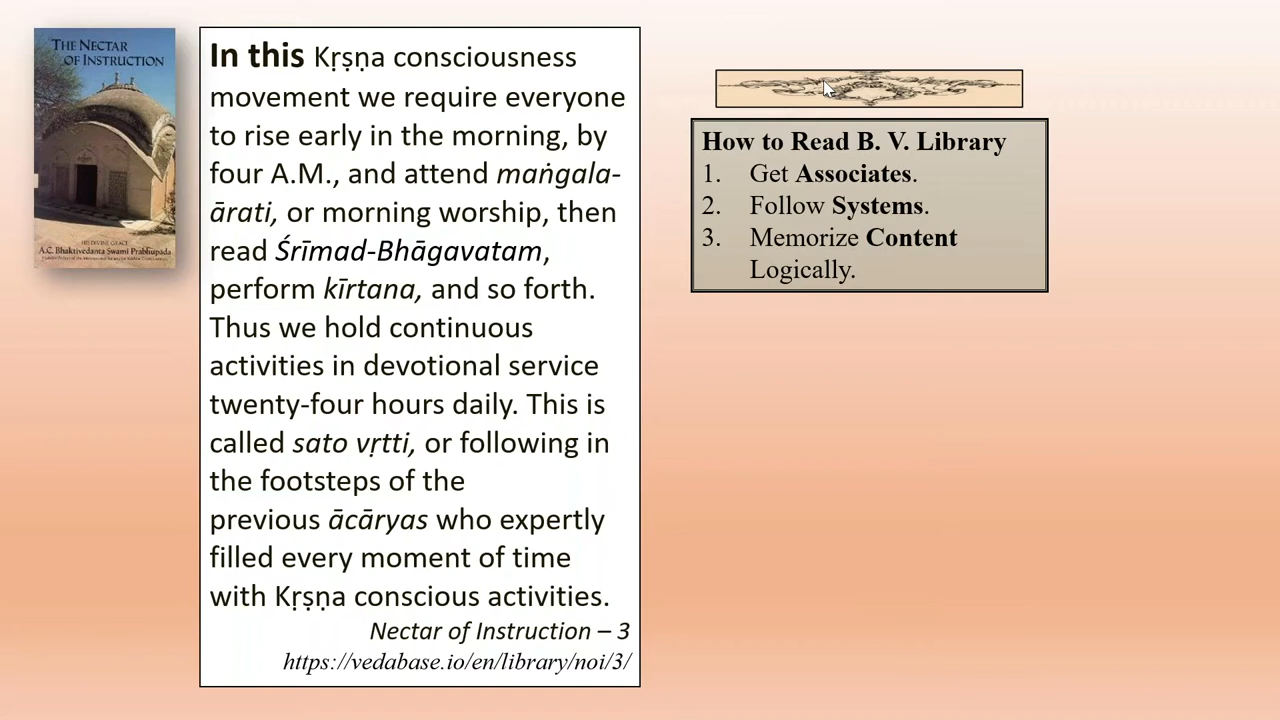 THE NECTAR
OF INSTRUCTION
HIS DIVINE GRACE
A.C. Bhaktivedanta Swami Prabhupada
In this Kṛṣṇa consciousness
movement we require everyone
to rise early in the morning, by
four A.M., and attend maṅgala-
ārati, or morning worship, then
read Śrīmad-Bhāgavatam,
perform kīrtana, and so forth.
Thus we hold continuous
activities in devotional service
twenty-four hours daily. This is
called sato vṛtti, or following in
the footsteps of the
previous ācāryas who expertly
filled every moment of time
with Kṛṣṇa conscious activities.
Nectar of Instruction – 3
https://vedabase.io/en/library/noi/3/
How to Read B. V. Library
1. Get Associates.
2. Follow Systems.
3. Memorize Content
Logically.